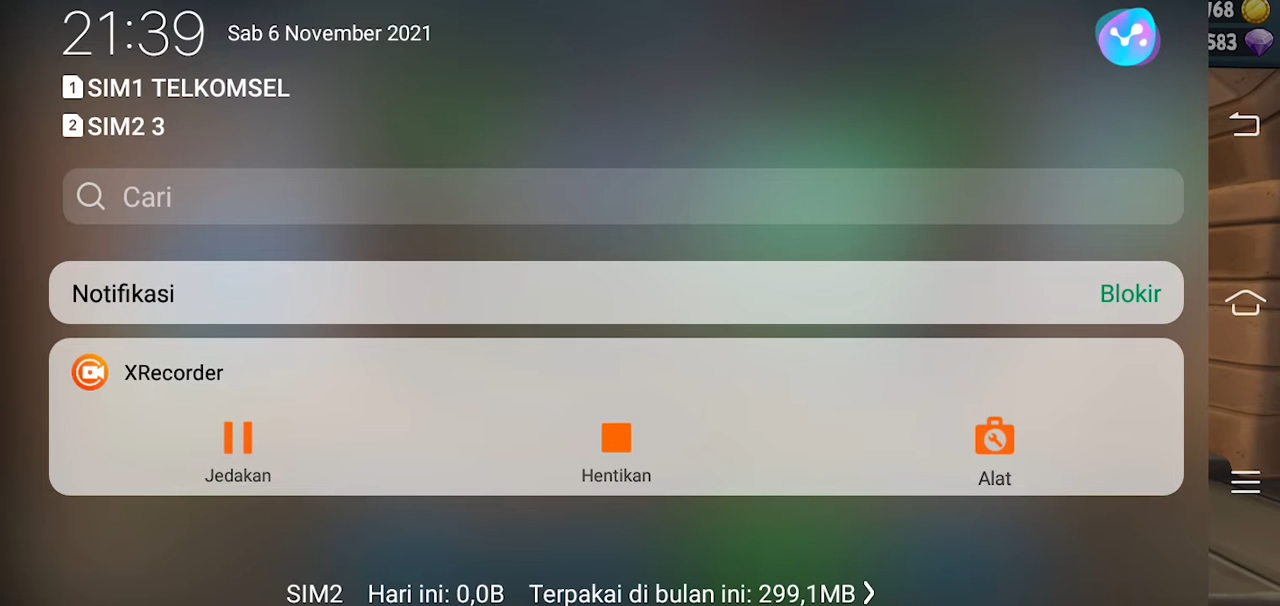 21:39 Sab 6 November 2021
1 SIM1 TELKOMSEL
2 SIM2 3
Cari
Notifikasi Blokir
XRecorder
Jedakan Hentikan Alat
SIM2 Hari ini: 0,0B Terpakai di bulan ini: 299,1MB
768
583